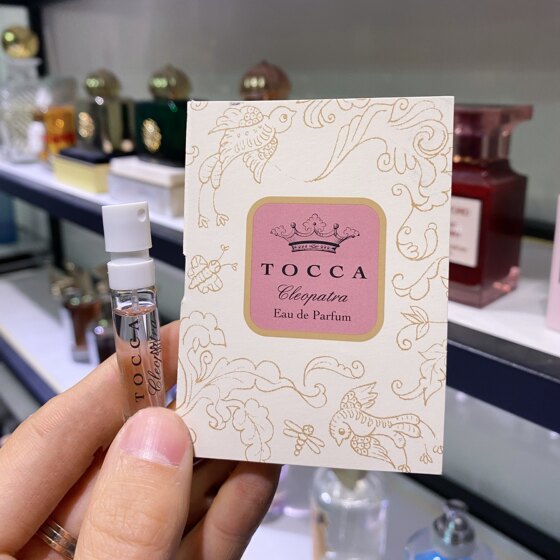 TOCCA
Cleopatra
Eau de Parfum
TOCCA
Cleopatra